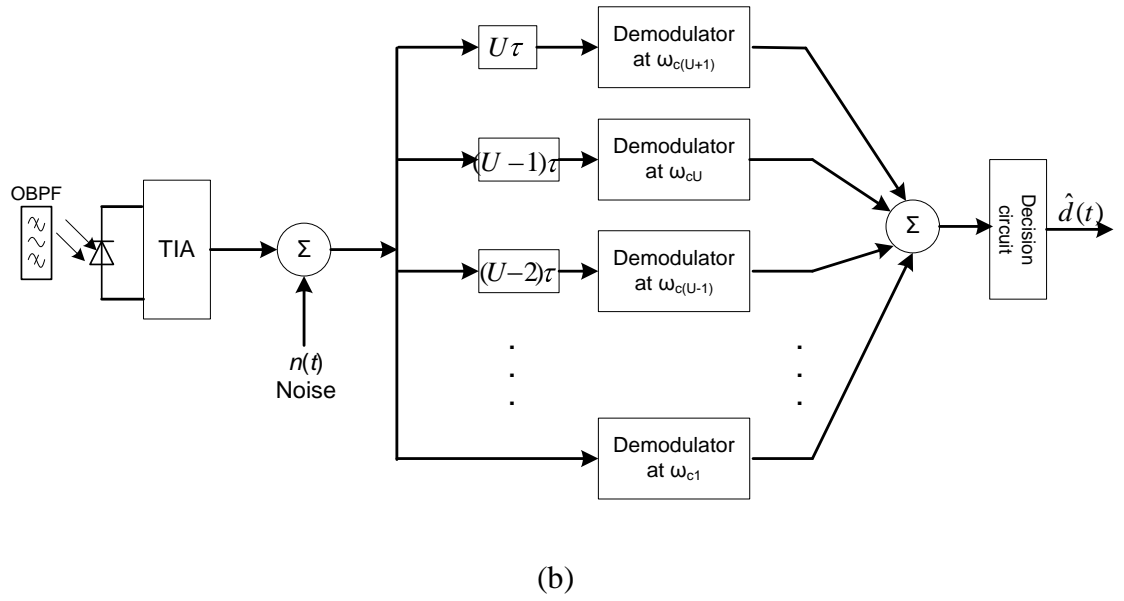 Uτ
Demodulator
at ωc(U+1)
(U −1)τ
Demodulator
at ωcU
OBPF
TIA
Σ
(U−2)τ
Demodulator
at ωc(U-1)
Σ
Decision
circuit
d̂(t)
n(t)
Noise
. .
. .
. .
Demodulator
at ωc1
(b)